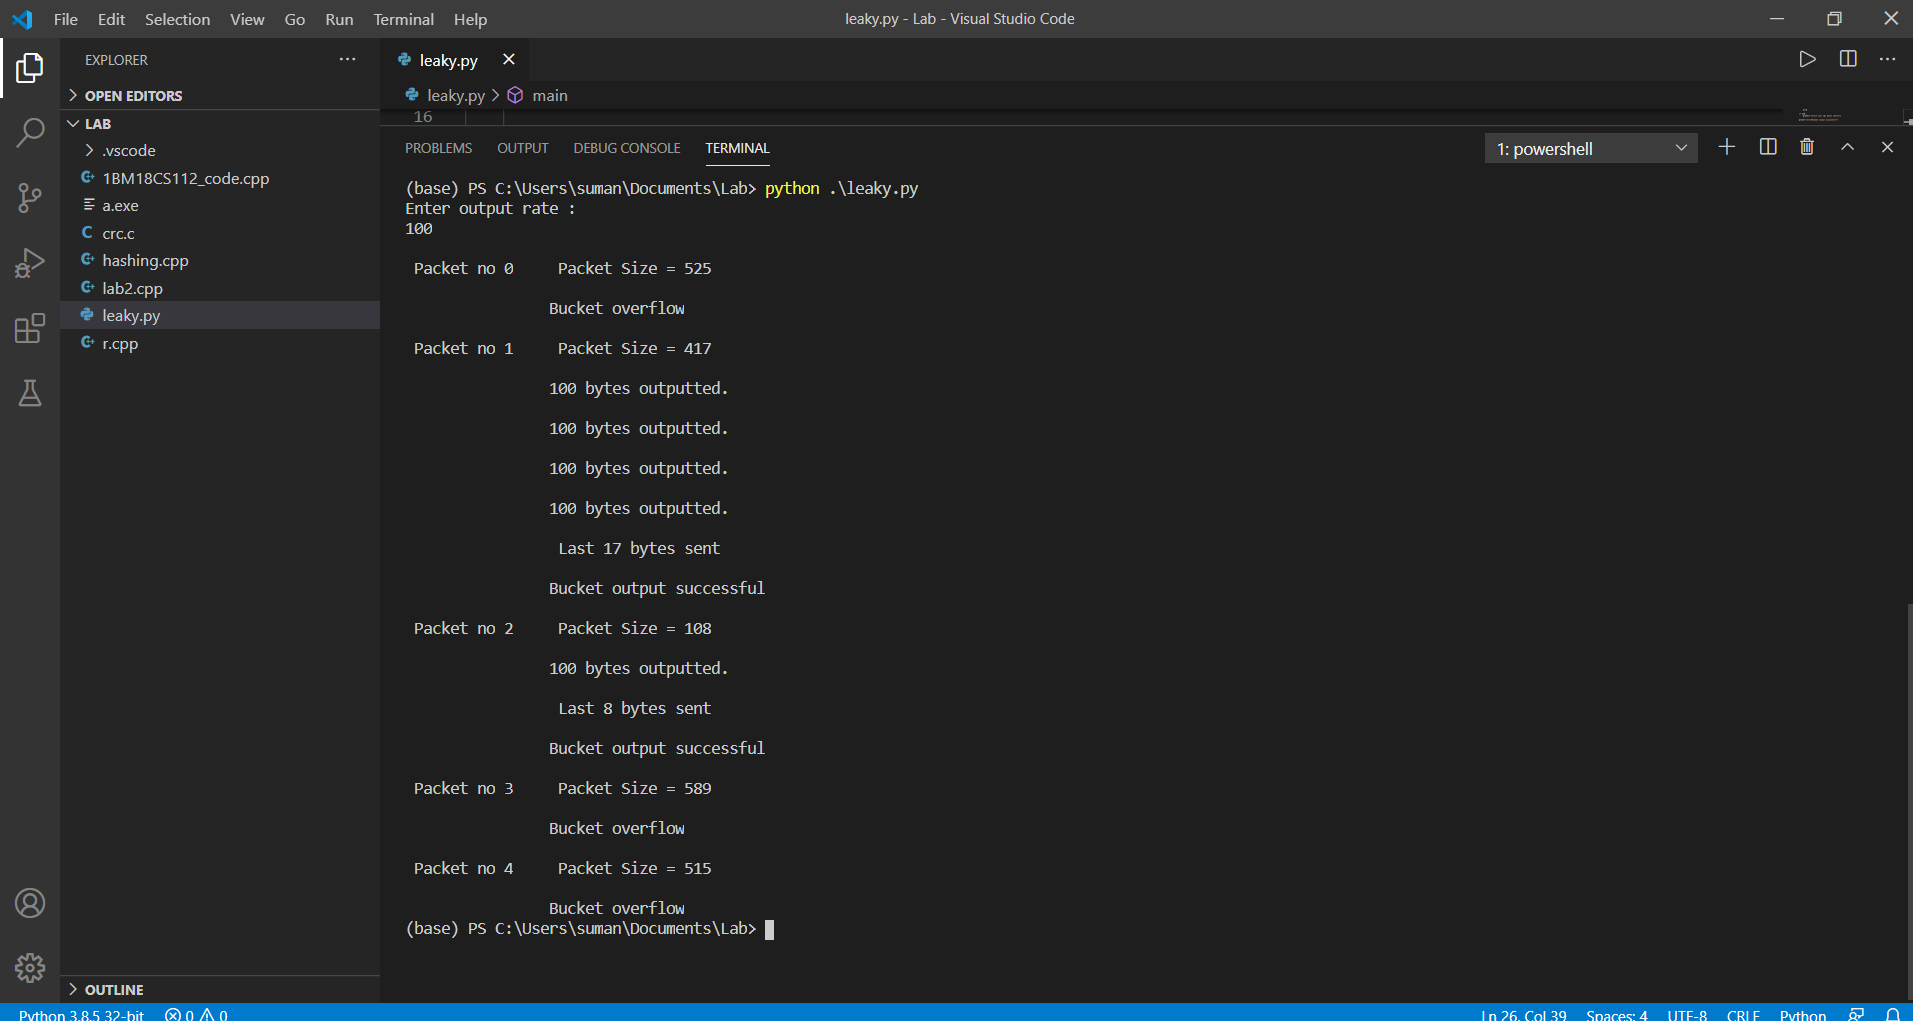 File Edit Selection View Go Run Terminal Help
leaky.py - Lab - Visual Studio Code
EXPLORER
OPEN EDITORS
LAB
.vscode
1BM18CS112_code.cpp
a.exe
crc.c
hashing.cpp
lab2.cpp
leaky.py
r.cpp
OUTLINE
leaky.py
leaky.py > main
16
PROBLEMS OUTPUT DEBUG CONSOLE TERMINAL
1: powershell
(base) PS C:\Users\suman\Documents\Lab> python .\leaky.py
Enter output rate :
100
Packet no 0 Packet Size = 525
Bucket overflow
Packet no 1 Packet Size = 417
100 bytes outputted.
100 bytes outputted.
100 bytes outputted.
100 bytes outputted.
Last 17 bytes sent
Bucket output successful
Packet no 2 Packet Size = 108
100 bytes outputted.
Last 8 bytes sent
Bucket output successful
Packet no 3 Packet Size = 589
Bucket overflow
Packet no 4 Packet Size = 515
Bucket overflow
(base) PS C:\Users\suman\Documents\Lab>
Python 3.8.5 32-bit 0 0 Ln 26, Col 39 Spaces: 4 UTF-8 CRLF Python